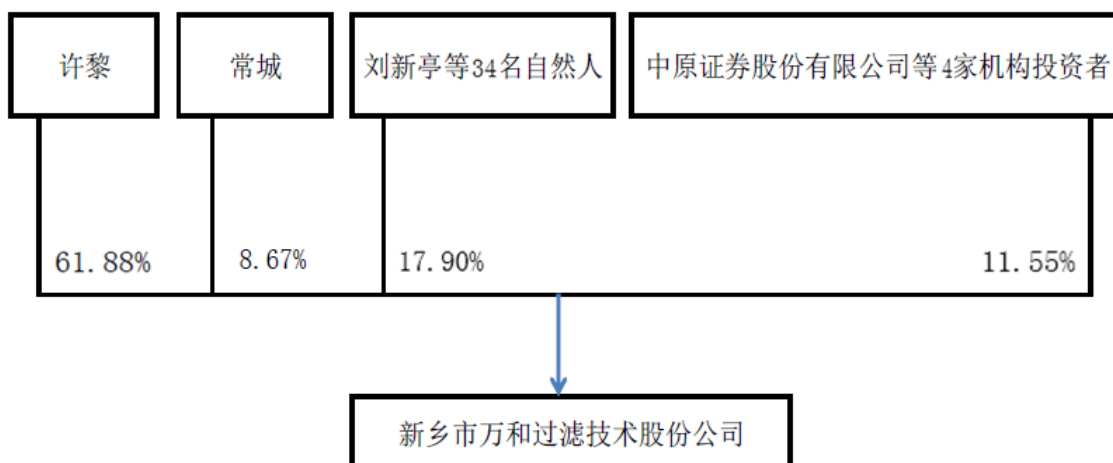 许黎
常城
刘新亭等34名自然人
中原证券股份有限公司等4家机构投资者
61.88%
8.67%
17.90%
11.55%
新乡市万和过滤技术股份公司